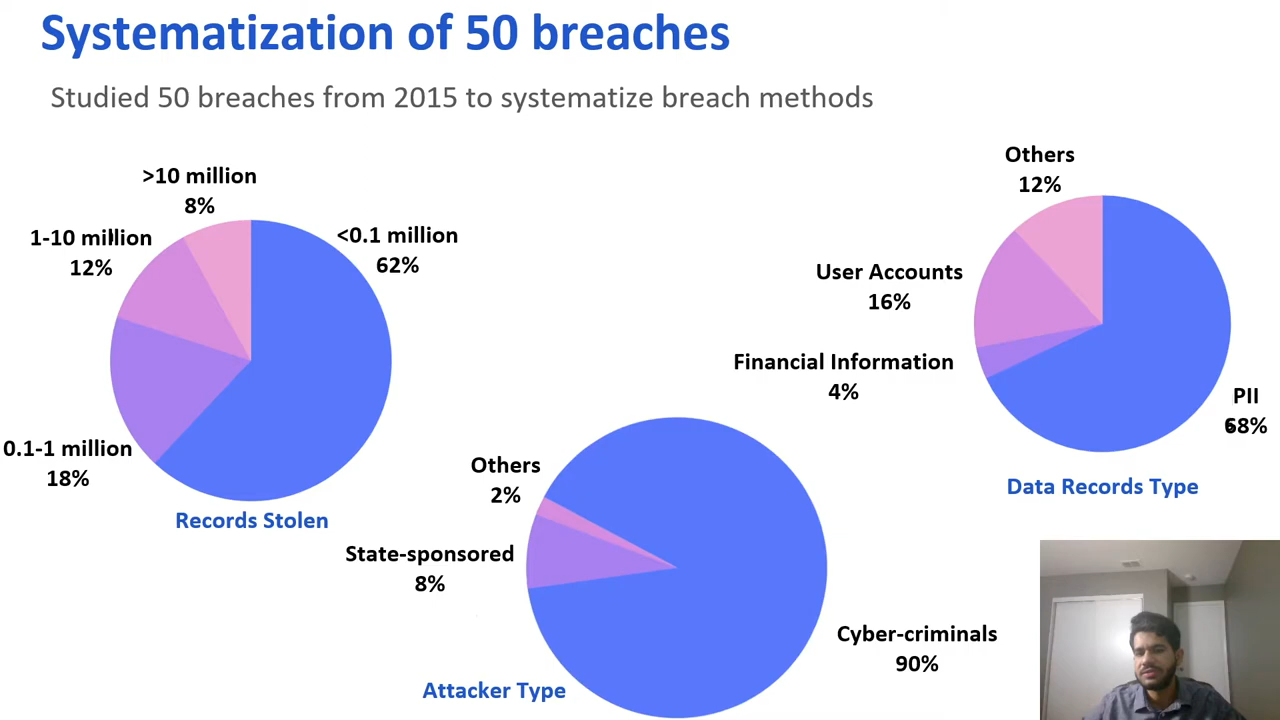 Systematization of 50 breaches
Studied 50 breaches from 2015 to systematize breach methods
>10 million
8%
1-10 million
12%
<0.1 million
62%
0.1-1 million
18%
Records Stolen
Others
2%
State-sponsored
8%
Cyber-criminals
90%
Attacker Type
Others
12%
User Accounts
16%
Financial Information
4%
PII
68%
Data Records Type